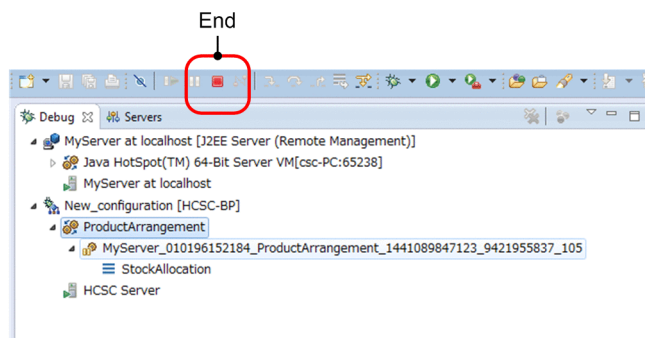 End
Debug Servers
MyServer at localhost [J2EE Server (Remote Management)]
Java HotSpot(TM) 64-Bit Server VM[csc-PC:65238]
MyServer at localhost
New_configuration [HCSC-BP]
ProductArrangement
MyServer_010196152184_ProductArrangement_1441089847123_9421955837_105
StockAllocation
HCSC Server